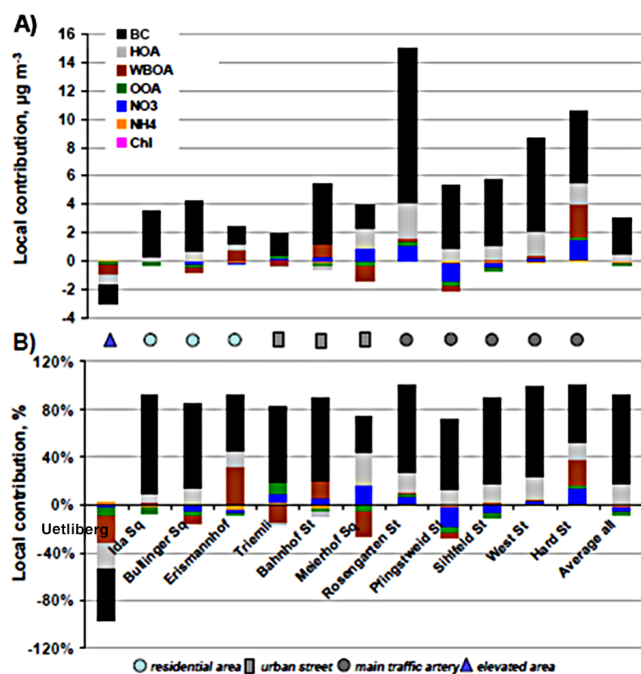 A)
Local contribution, µg m⁻³
16
14
12
10
8
6
4
2
0
-2
-4
BC
HOA
WBOA
OOA
NO3
NH4
Chl
B)
Local contribution, %
120%
80%
40%
0%
-40%
-80%
-120%
Uetliberg
Ida Sq
Bullinger Sq
Erismannhof
Triemli
Bahnhof St
Meierhof Sq
Rosengarten St
Pfingstweid St
Sihlfeld St
West St
Hard St
Average all
residential area
urban street
main traffic artery
elevated area